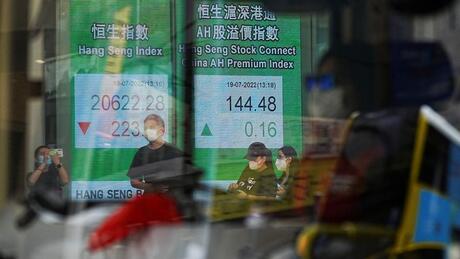 恒生指數
Hang Seng Index
19-07-2022(13:18)
20622.28
223
HANG SENG
恒生滬深港通
AH股溢價指數
Hang Seng Stock Connect
China AH Premium Index
19-07-2022(13:18)
144.48
0.16